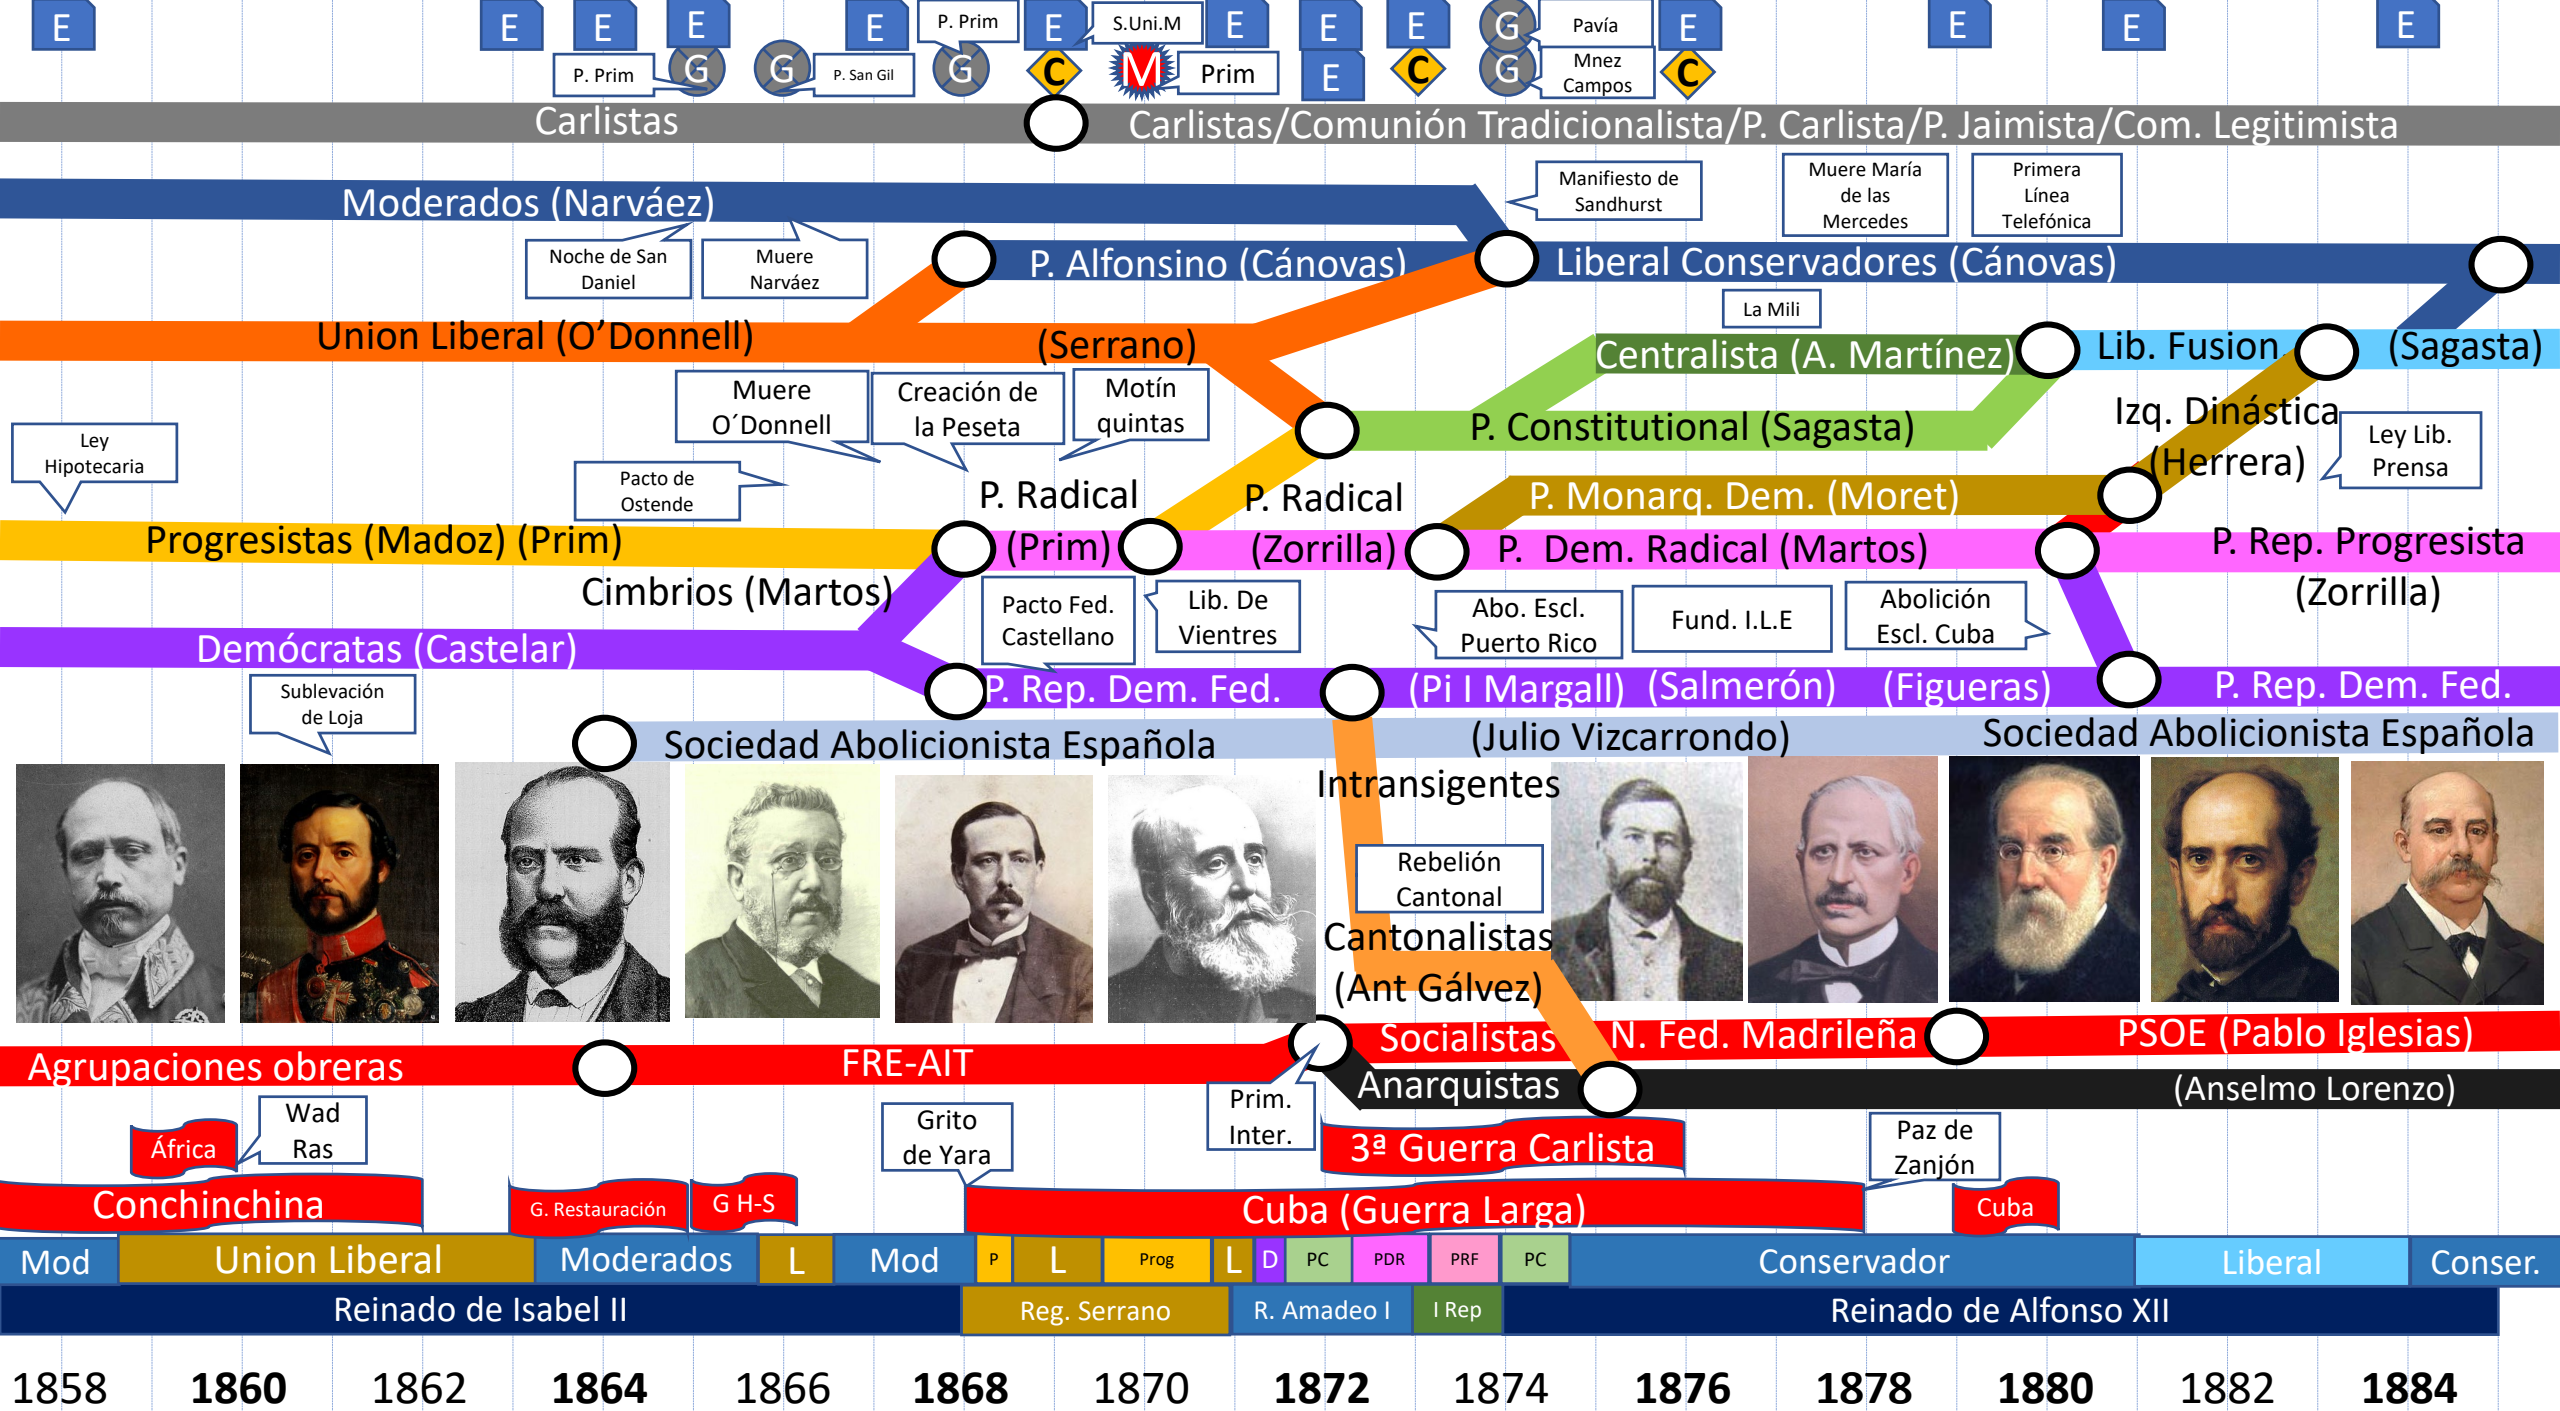 E
E
E
E
E
P. Prim
E
S.Uni.M
E
E
E
G
Pavía
E
E
E
E
P. Prim
G
G
P. San Gil
G
C
M
Prim
E
C
G
Mnez
Campos
C
Carlistas
Carlistas/Comunión Tradicionalista/P. Carlista/P. Jaimista/Com. Legitimista
Moderados (Narváez)
Manifiesto de
Sandhurst
Muere María
de las
Mercedes
Primera
Línea
Telefónica
Noche de San
Daniel
Muere
Narváez
P. Alfonsino (Cánovas)
Liberal Conservadores (Cánovas)
La Mili
Union Liberal (O’Donnell)
(Serrano)
Centralista (A. Martínez)
Lib. Fusion.
(Sagasta)
Muere
O´Donnell
Creación de
la Peseta
Motín
quintas
P. Constitutional (Sagasta)
Izq. Dinástica
(Herrera)
Ley Lib.
Prensa
Ley
Hipotecaria
Pacto de
Ostende
P. Radical
(Prim)
P. Radical
(Zorrilla)
P. Monarq. Dem. (Moret)
Progresistas (Madoz) (Prim)
P. Dem. Radical (Martos)
P. Rep. Progresista
(Zorrilla)
Cimbrios (Martos)
Pacto Fed.
Castellano
Lib. De
Vientres
Abo. Escl.
Puerto Rico
Fund. I.L.E
Abolición
Escl. Cuba
Demócratas (Castelar)
P. Rep. Dem. Fed.
(Pi I Margall)
(Salmerón)
(Figueras)
P. Rep. Dem. Fed.
Sublevación
de Loja
Sociedad Abolicionista Española
(Julio Vizcarrondo)
Sociedad Abolicionista Española
Intransigentes
Rebelión
Cantonal
Cantonalistas
(Ant Gálvez)
Agrupaciones obreras
FRE-AIT
Socialistas
N. Fed. Madrileña
PSOE (Pablo Iglesias)
Anarquistas
(Anselmo Lorenzo)
Prim.
Inter.
África
Wad
Ras
Grito
de Yara
3ª Guerra Carlista
Paz de
Zanjón
Conchinchina
G. Restauración
G H-S
Cuba (Guerra Larga)
Cuba
Mod
Union Liberal
Moderados
L
Mod
P
L
Prog
L
D
PC
PDR
PRF
PC
Conservador
Liberal
Conser.
Reinado de Isabel II
Reg. Serrano
R. Amadeo I
I Rep
Reinado de Alfonso XII
1858
1860
1862
1864
1866
1868
1870
1872
1874
1876
1878
1880
1882
1884